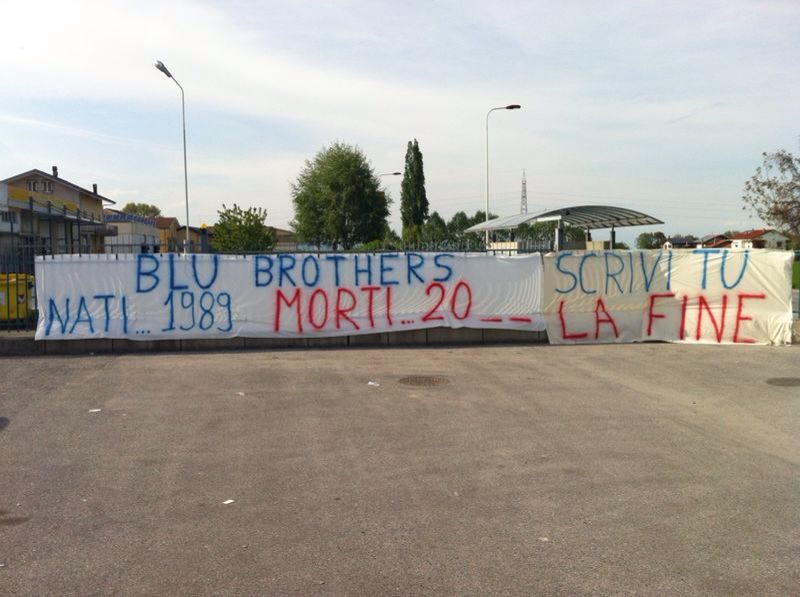 BLU BROTHERS
NATI... 1989 MORTI... 20__
SCRIVI TU
LA FINE